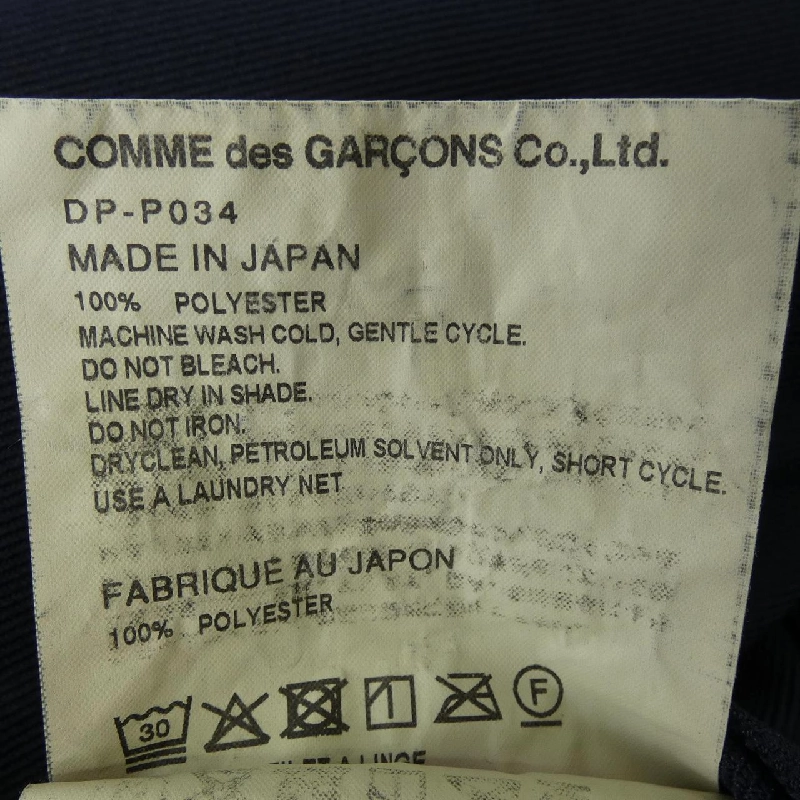 COMME des GARÇONS Co.,Ltd.
DP-P034
MADE IN JAPAN
100% POLYESTER
MACHINE WASH COLD, GENTLE CYCLE.
DO NOT BLEACH.
LINE DRY IN SHADE.
DO NOT IRON.
DRYCLEAN, PETROLEUM SOLVENT ONLY, SHORT CYCLE.
USE A LAUNDRY NET
FABRIQUE AU JAPON
100% POLYESTER
30 F
A LINGE